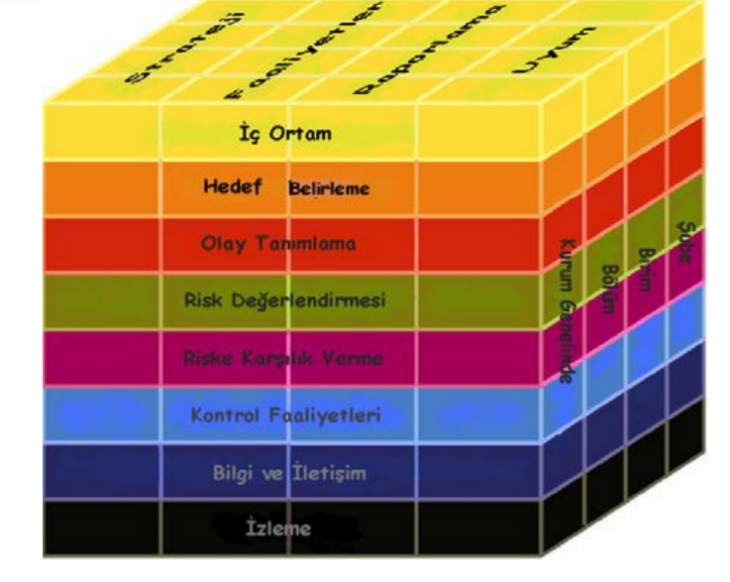 Strateji
Faaliyetler
Raporlama
Uyum
İç Ortam
Hedef Belirleme
Olay Tanımlama
Risk Değerlendirmesi
Riske Karşılık Verme
Kontrol Faaliyetleri
Bilgi ve İletişim
İzleme
Kurum Genelinde
Bölüm
Birim
Şube